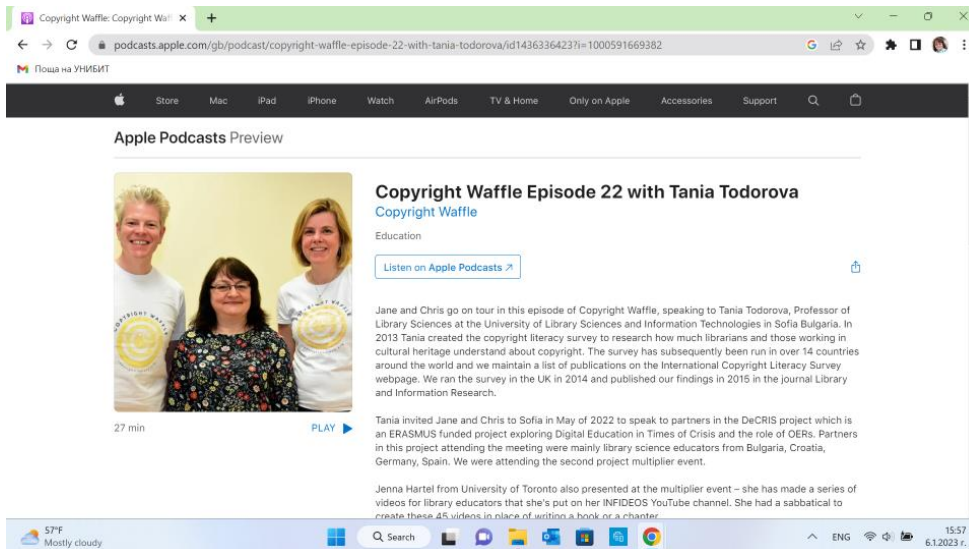 Copyright Waffle: Copyright Waff
podcasts.apple.com/gb/podcast/copyright-waffle-episode-22-with-tania-todorova/id1436336423?i=1000591669382
Поща на УНИБИТ
Store Mac iPad iPhone Watch AirPods TV & Home Only on Apple Accessories Support
Apple Podcasts Preview
Copyright Waffle Episode 22 with Tania Todorova
Copyright Waffle
Education
Listen on Apple Podcasts
Jane and Chris go on tour in this episode of Copyright Waffle, speaking to Tania Todorova, Professor of
Library Sciences at the University of Library Sciences and Information Technologies in Sofia Bulgaria. In
2013 Tania created the copyright literacy survey to research how much librarians and those working in
cultural heritage understand about copyright. The survey has subsequently been run in over 14 countries
around the world and we maintain a list of publications on the International Copyright Literacy Survey
webpage. We ran the survey in the UK in 2014 and published our findings in 2015 in the journal Library
and Information Research.
27 min PLAY
Tania invited Jane and Chris to Sofia in May of 2022 to speak to partners in the DeCRIS project which is
an ERASMUS funded project exploring Digital Education in Times of Crisis and the role of OERs. Partners
in this project attending the meeting were mainly library science educators from Bulgaria, Croatia,
Germany, Spain. We were attending the second project multiplier event.
Jenna Hartel from University of Toronto also presented at the multiplier event – she has made a series of
videos for library educators that she's put on her INFIDEOS YouTube channel. She had a sabbatical to
create these 45 videos in place of writing a book or a chapter
57°F
Mostly cloudy
Search
ENG
15:57
6.1.2023 г.